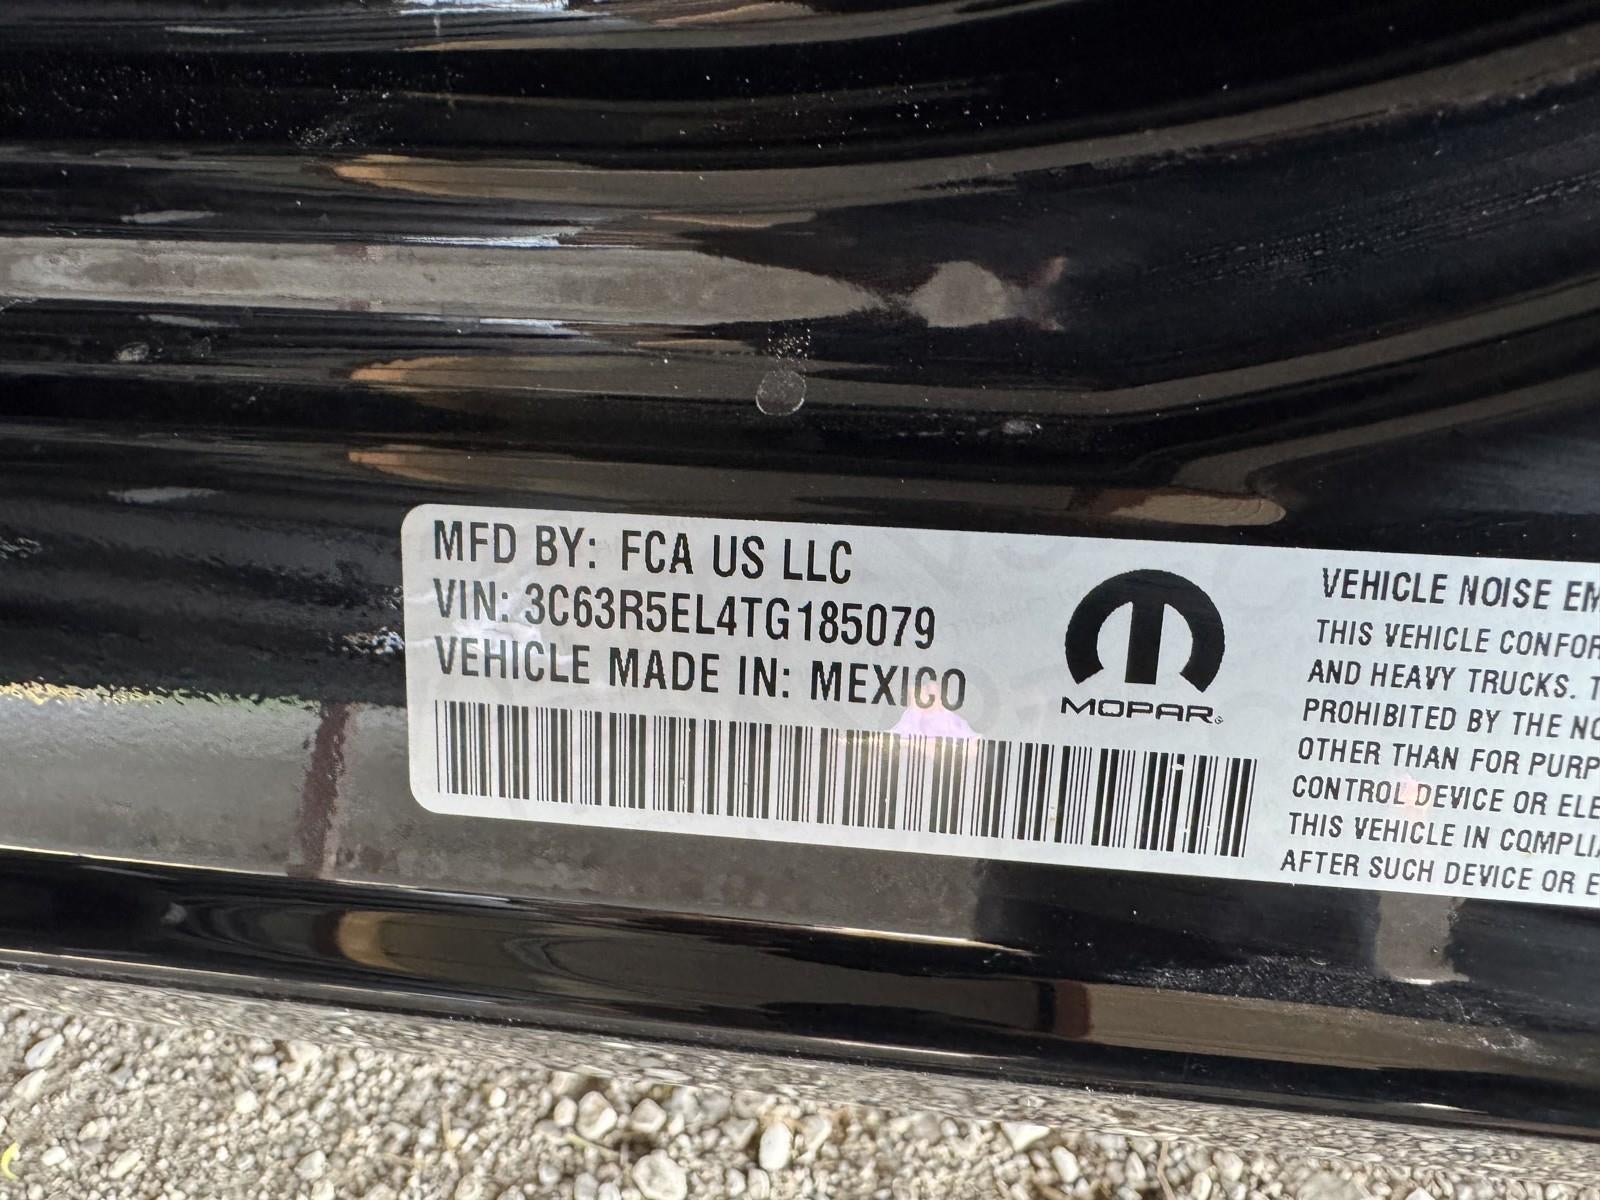 MFD BY: FCA US LLC
VIN: 3C63R5EL4TG185079
VEHICLE MADE IN: MEXICO
MOPAR®
VEHICLE NOISE EM
THIS VEHICLE CONFOR
AND HEAVY TRUCKS. T
PROHIBITED BY THE NO
OTHER THAN FOR PURP
CONTROL DEVICE OR ELE
THIS VEHICLE IN COMPLIA
AFTER SUCH DEVICE OR E